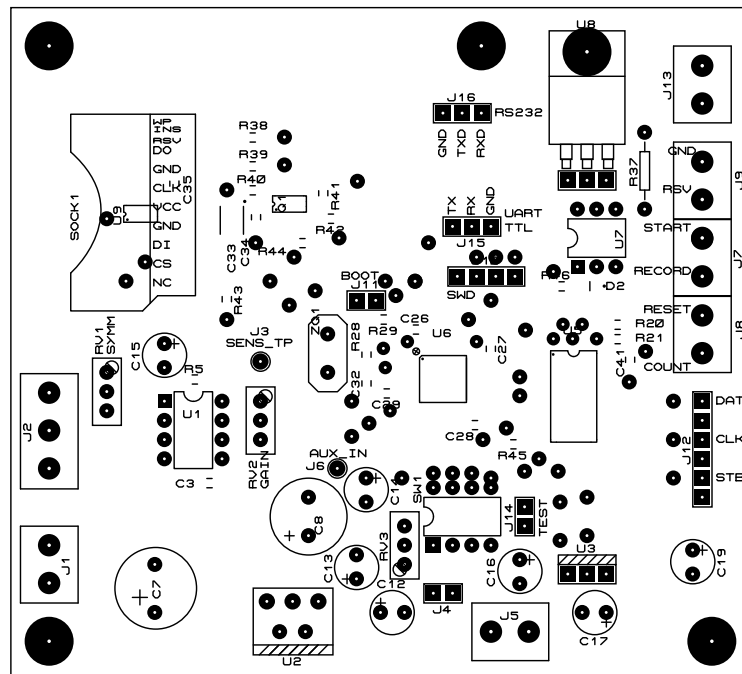 U8
J13
J16
RS232
GND
TXD
RXD
WP
INS
RSV
DO
GND
CLK
VCC
GND
DI
CS
NC
SOCK1
U9
C35
R38
R39
R40
Q1
R41
R42
R44
C33
C34
R43
R37
GND
RSV
J9
TX
RX
GND
UART
TTL
J15
U7
START
RECORD
J7
SWD
D2
BOOT
J11
RESET
COUNT
J8
R20
R21
C41
RV1
SYMM
C15
R5
J3
SENS_TP
ZQ1
R28
R29
C26
U6
C27
C32
C29
C28
R45
J2
U1
C3
RV2
GAIN
AUX_IN
J6
C14
C8
SW1
J14
TEST
DAT
CLK
STB
J12
J1
C7
C13
C12
RV3
C16
U3
C19
U2
J4
J5
C17